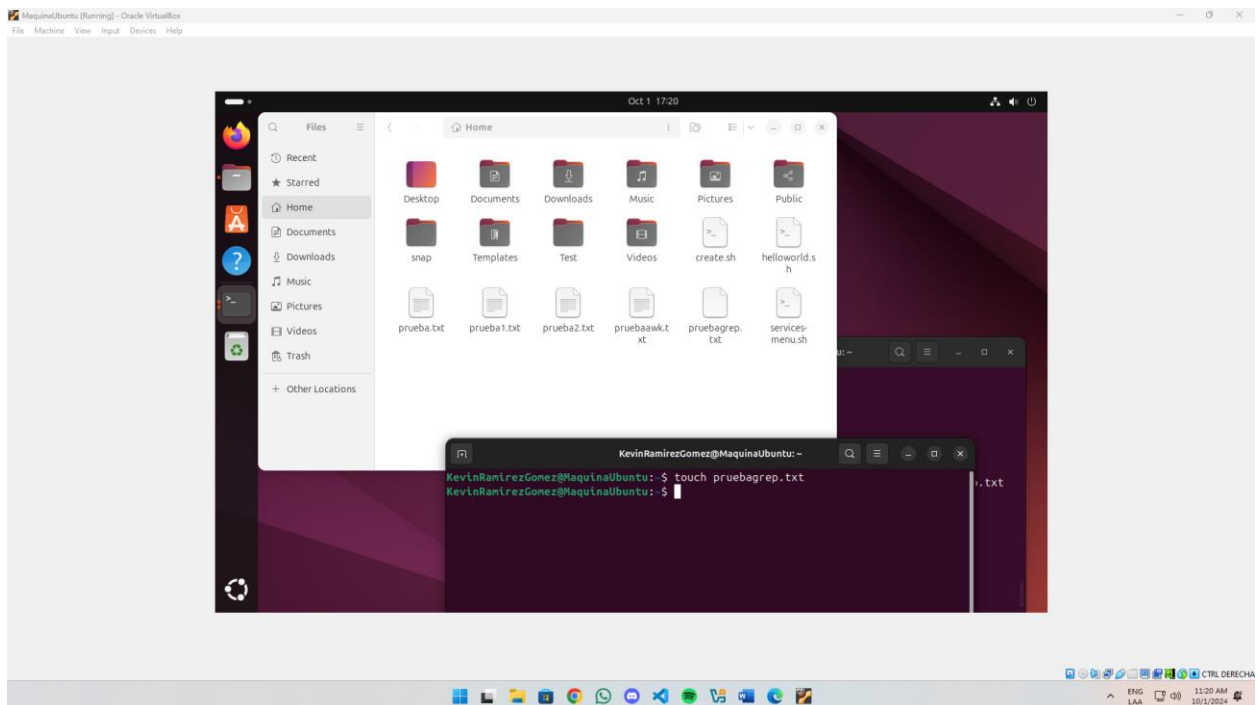 MaquinaUbuntu [Running] - Oracle VirtualBox
File Machine View Input Devices Help
Oct 1 17:20
Files
Home
Recent
Starred
Home
Documents
Downloads
Music
Pictures
Videos
Trash
+ Other Locations
Desktop Documents Downloads Music Pictures Public
snap Templates Test Videos create.sh helloworld.s
h
prueba.txt prueba1.txt prueba2.txt pruebaawk.t pruebagrep. services-
xt txt menu.sh
u: ~
KevinRamirezGomez@MaquinaUbuntu: ~
KevinRamirezGomez@MaquinaUbuntu:~$ touch pruebagrep.txt
KevinRamirezGomez@MaquinaUbuntu:~$
.txt
CTRL DERECHA
ENG 11:20 AM
LAA 10/1/2024